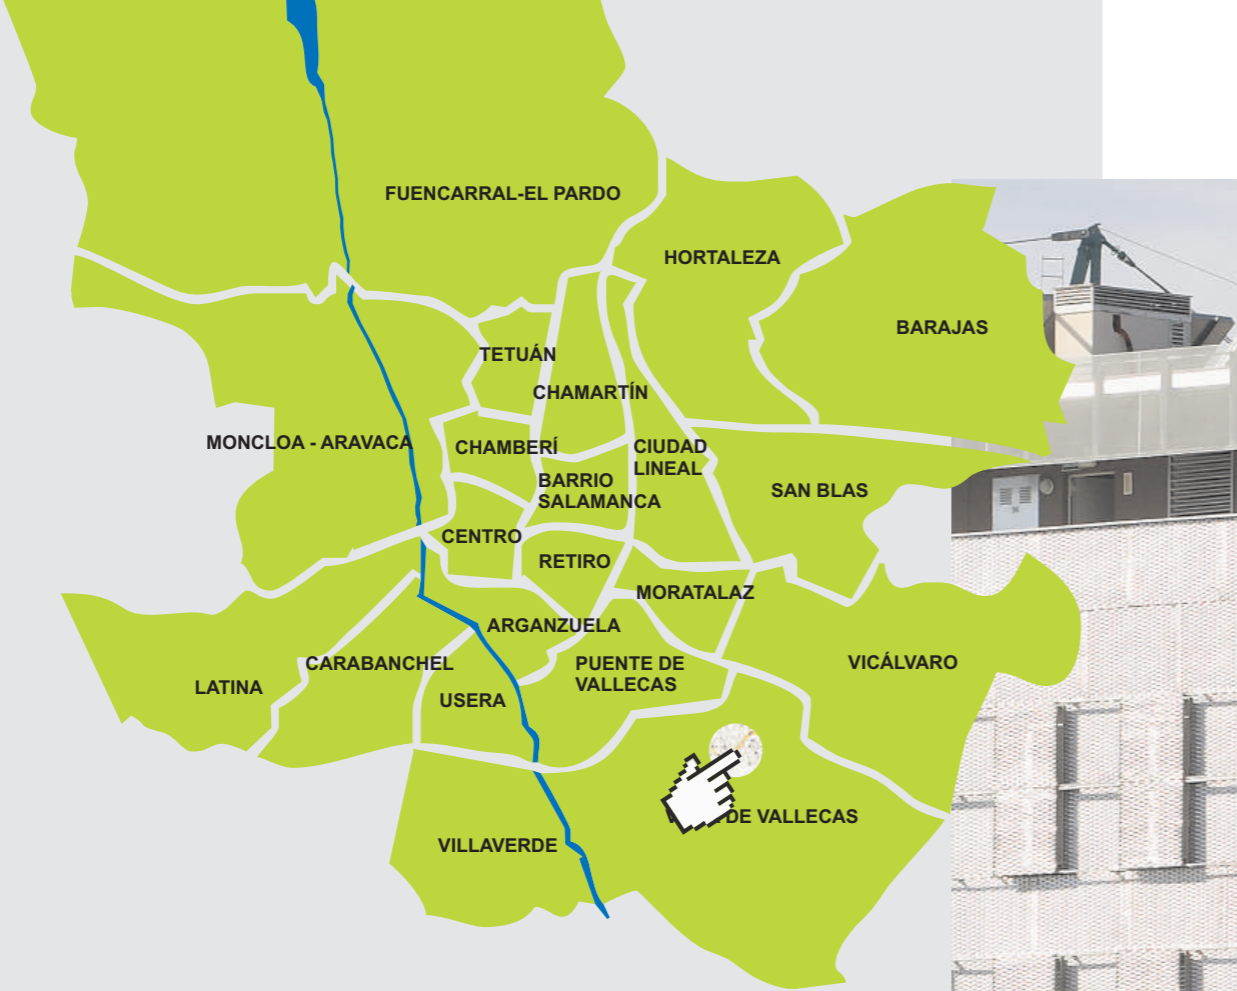 FUENCARRAL-EL PARDO
HORTALEZA
BARAJAS
TETUÁN
CHAMARTÍN
MONCLOA - ARAVACA
CHAMBERÍ
CIUDAD
LINEAL
BARRIO
SALAMANCA
SAN BLAS
CENTRO
RETIRO
MORATALAZ
ARGANZUELA
CARABANCHEL
PUENTE DE
VALLECAS
VICÁLVARO
LATINA
USERA
DE VALLECAS
VILLAVERDE